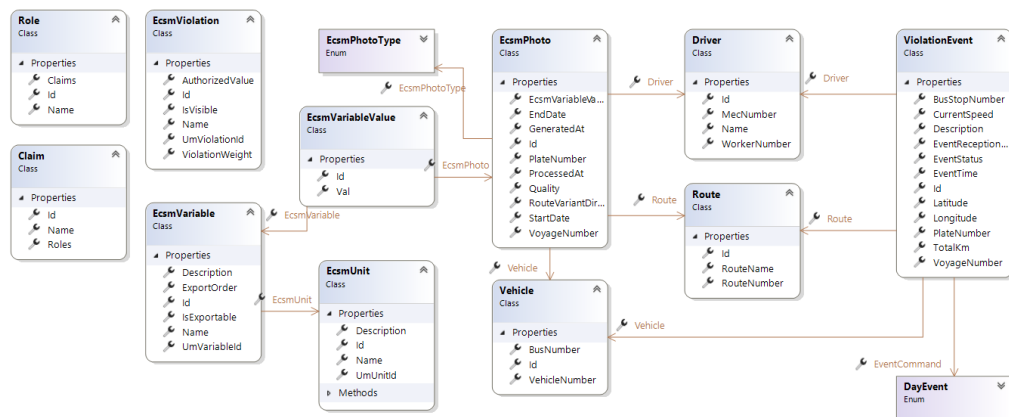 Role
Class
Properties
Claims
Id
Name
EcsmViolation
Class
Properties
AuthorizedValue
Id
IsVisible
Name
UmViolationId
ViolationWeight
EcsmPhotoType
Enum
EcsmPhotoType
EcsmPhoto
Class
Properties
EcsmVariableVa...
EndDate
GeneratedAt
Id
PlateNumber
ProcessedAt
Quality
RouteVariantDir...
StartDate
VoyageNumber
Driver
Driver
Class
Properties
Id
MecNumber
Name
WorkerNumber
Driver
ViolationEvent
Class
Properties
BusStopNumber
CurrentSpeed
Description
EventReception...
EventStatus
EventTime
Id
Latitude
Longitude
PlateNumber
TotalKm
VoyageNumber
EcsmVariableValue
Class
Properties
Id
Val
EcsmPhoto
Claim
Class
Properties
Id
Name
Roles
EcsmVariable
Class
Properties
Description
ExportOrder
Id
IsExportable
Name
UmVariableId
EcsmVariable
EcsmUnit
EcsmUnit
Class
Properties
Description
Id
Name
UmUnitId
Methods
Route
Route
Class
Properties
Id
RouteName
RouteNumber
Route
Vehicle
Vehicle
Class
Properties
BusNumber
Id
VehicleNumber
Vehicle
EventCommand
DayEvent
Enum